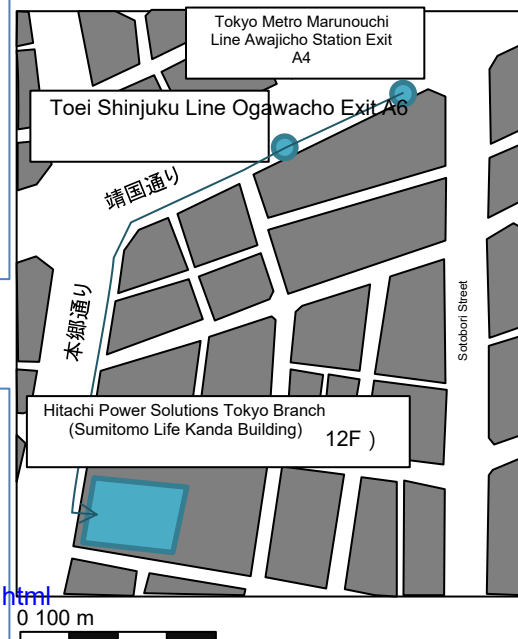 Tokyo Metro Marunouchi
Line Awajicho Station Exit
A4
Toei Shinjuku Line Ogawacho Exit A6
靖国通り
本郷通り
Sotobori Street
Hitachi Power Solutions Tokyo Branch
(Sumitomo Life Kanda Building)
12F )
html
0 100 m